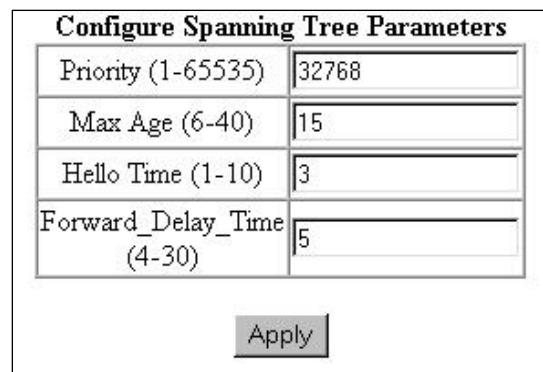 Configure Spanning Tree Parameters
Priority (1-65535) 32768
Max Age (6-40) 15
Hello Time (1-10) 3
Forward_Delay_Time
(4-30) 5
Apply